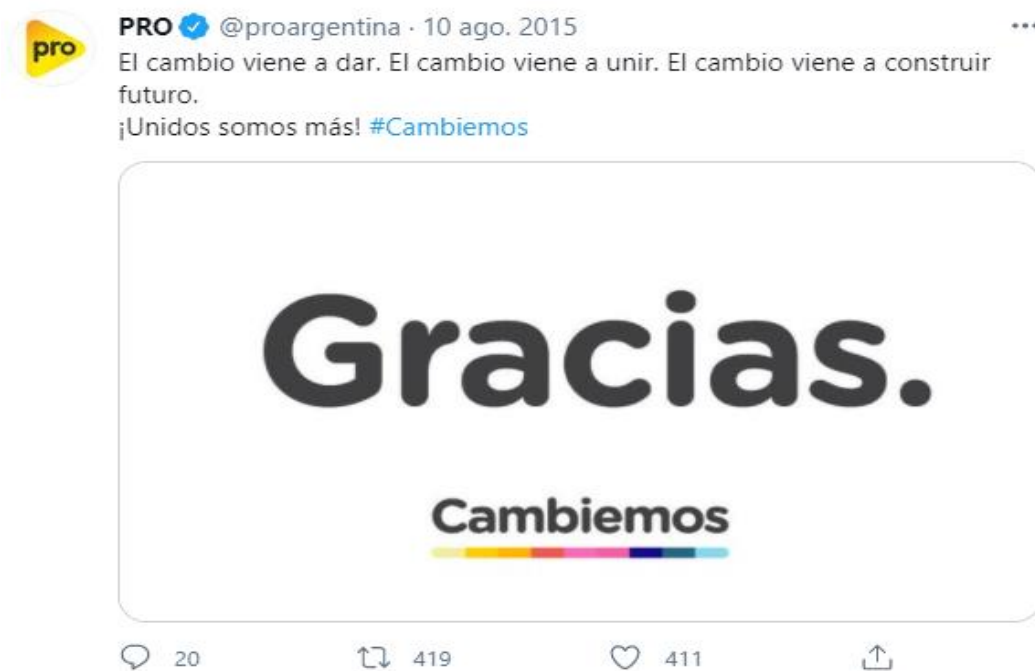 pro
PRO @proargentina · 10 ago. 2015
El cambio viene a dar. El cambio viene a unir. El cambio viene a construir
futuro.
¡Unidos somos más! #Cambiemos
Gracias.
Cambiemos
20 419 411